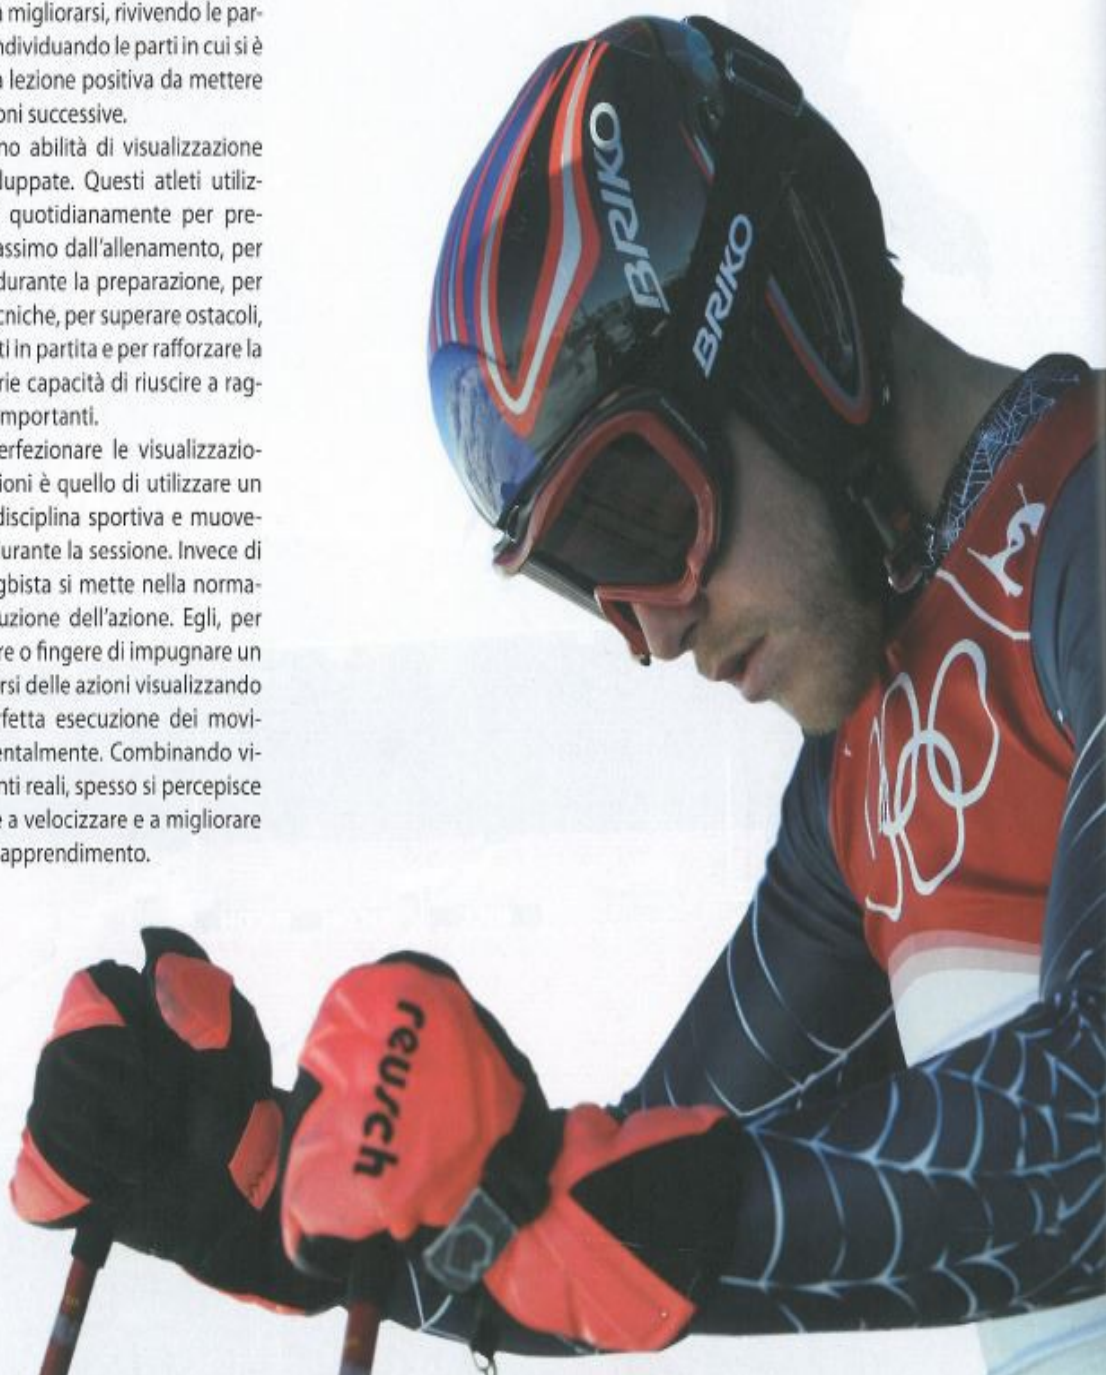 migliorarsi, rivivendo le par-
ndividuando le parti in cui si è
a lezione positiva da mettere
oni successive.
no abilità di visualizzazione
luppate. Questi atleti utiliz-
quotidianamente per pre-
assimo dall'allenamento, per
durante la preparazione, per
cniche, per superare ostacoli,
ti in partita e per rafforzare la
rie capacità di riuscire a rag-
mportanti.
erfezionare le visualizzazio-
ioni è quello di utilizzare un
disciplina sportiva e muove-
urante la sessione. Invece di
gbista si mette nella norma-
uzione dell'azione. Egli, per
re o fingere di impugnare un
rsi delle azioni visualizzando
rfetta esecuzione dei movi-
entalmente. Combinando vi-
nti reali, spesso si percepisce
e a velocizzare e a migliorare
apprendimento.
BRIKO
BRIKO
reusch